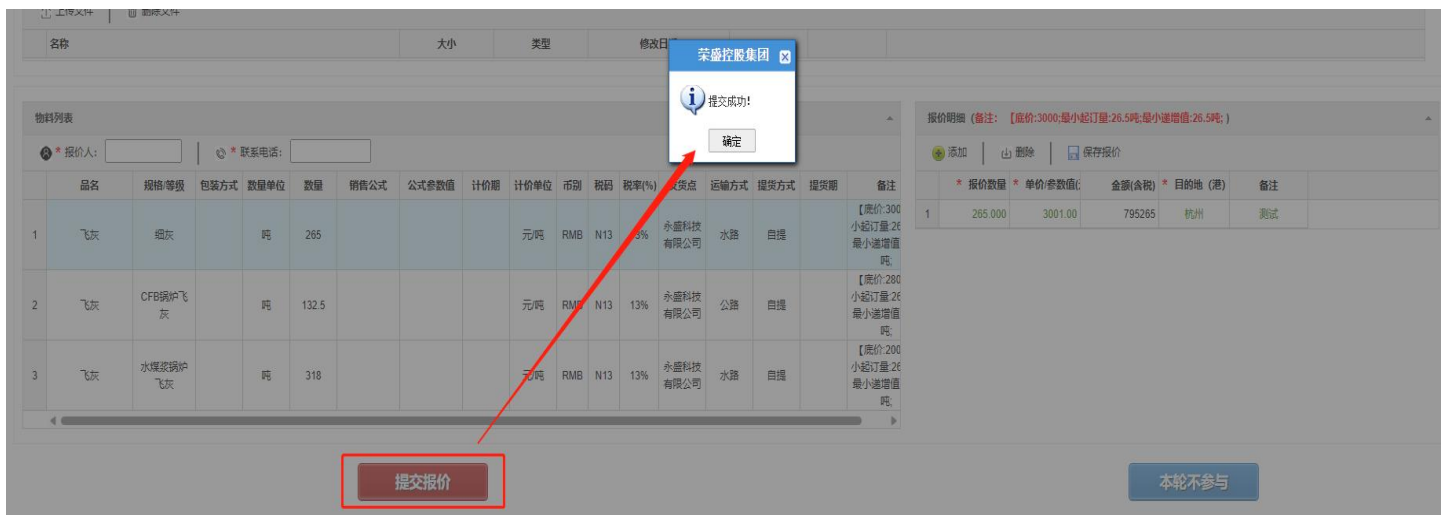 上传文件 删除文件
名称 大小 类型
荣盛控股集团
提交成功!
确定
物料列表
* 报价人: * 联系电话:
品名 规格/等级 包装方式 数量单位 数量 销售公式 公式参数值 计价期 计价单位 币别 税码 税率(%) 运输方式 提货方式 提货期 备注
1 飞灰 细灰 吨 265 元/吨 RMB N13 永盛科技有限公司 水路 自提
【底价:300
小起订量:26
最小递增值
吨;
2 飞灰 CFB锅炉飞灰 吨 132.5 元/吨 RMB N13 13% 永盛科技有限公司 公路 自提
【底价:280
小起订量:26
最小递增值
吨;
3 飞灰 水煤浆锅炉飞灰 吨 318 元/吨 RMB N13 13% 永盛科技有限公司 水路 自提
【底价:200
小起订量:26
最小递增值
吨;
报价明细 (备注: 【底价:3000;最小起订量:26.5吨;最小递增值:26.5吨; )
添加 删除 保存报价
* 报价数量 * 单价/参数值(: 金额(含税) * 目的地 (港) 备注
1 265.000 3001.00 795265 杭州 测试
提交报价
本轮不参与